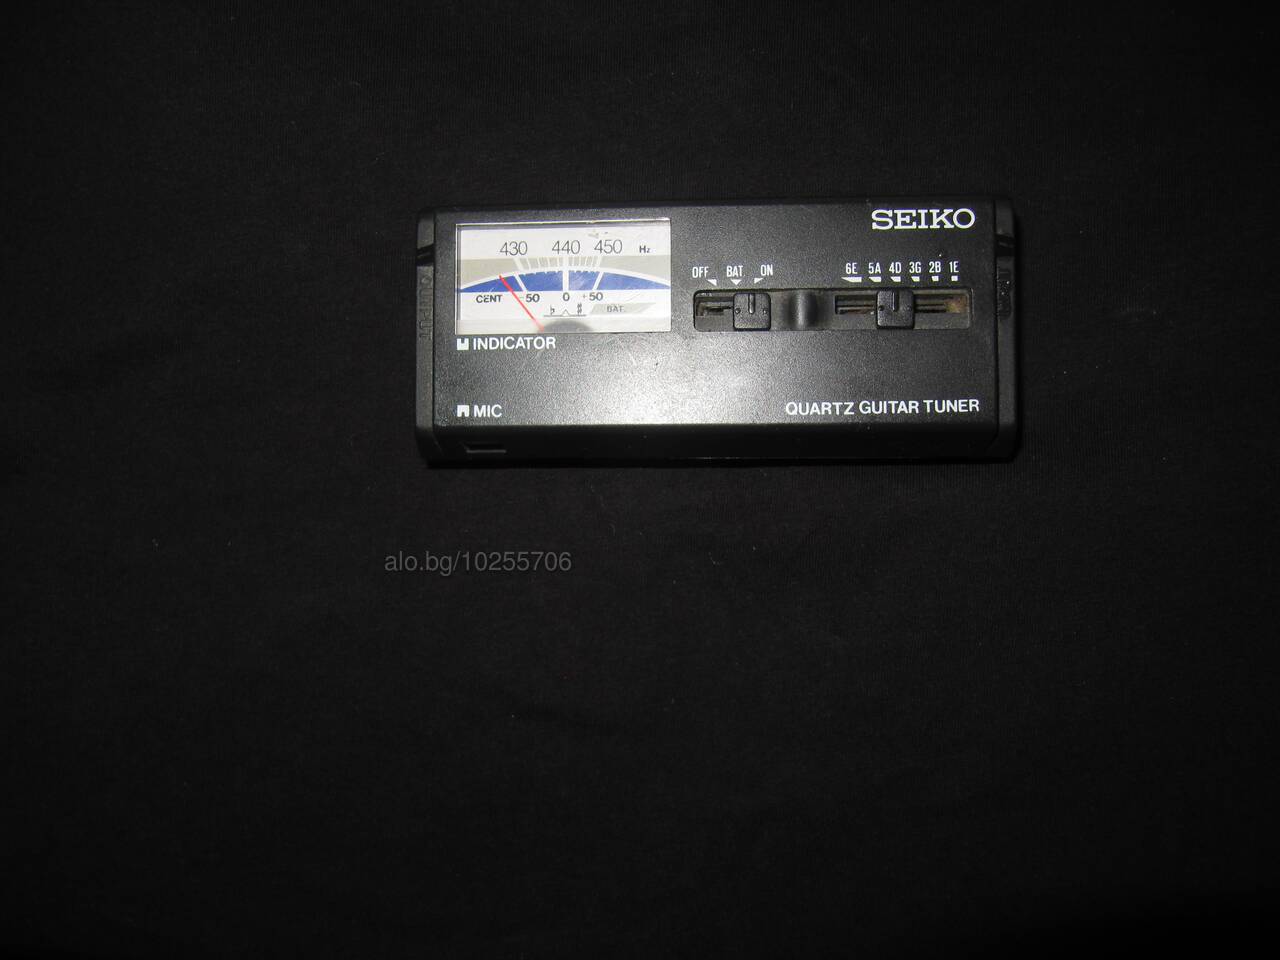 SEIKO
430 440 450 Hz
CENT -50 0 +50
♭ ♯ BAT.
OFF BAT. ON
6E 5A 4D 3G 2B 1E
OUTPUT
INDICATOR
MIC
QUARTZ GUITAR TUNER
alo.bg/10255706